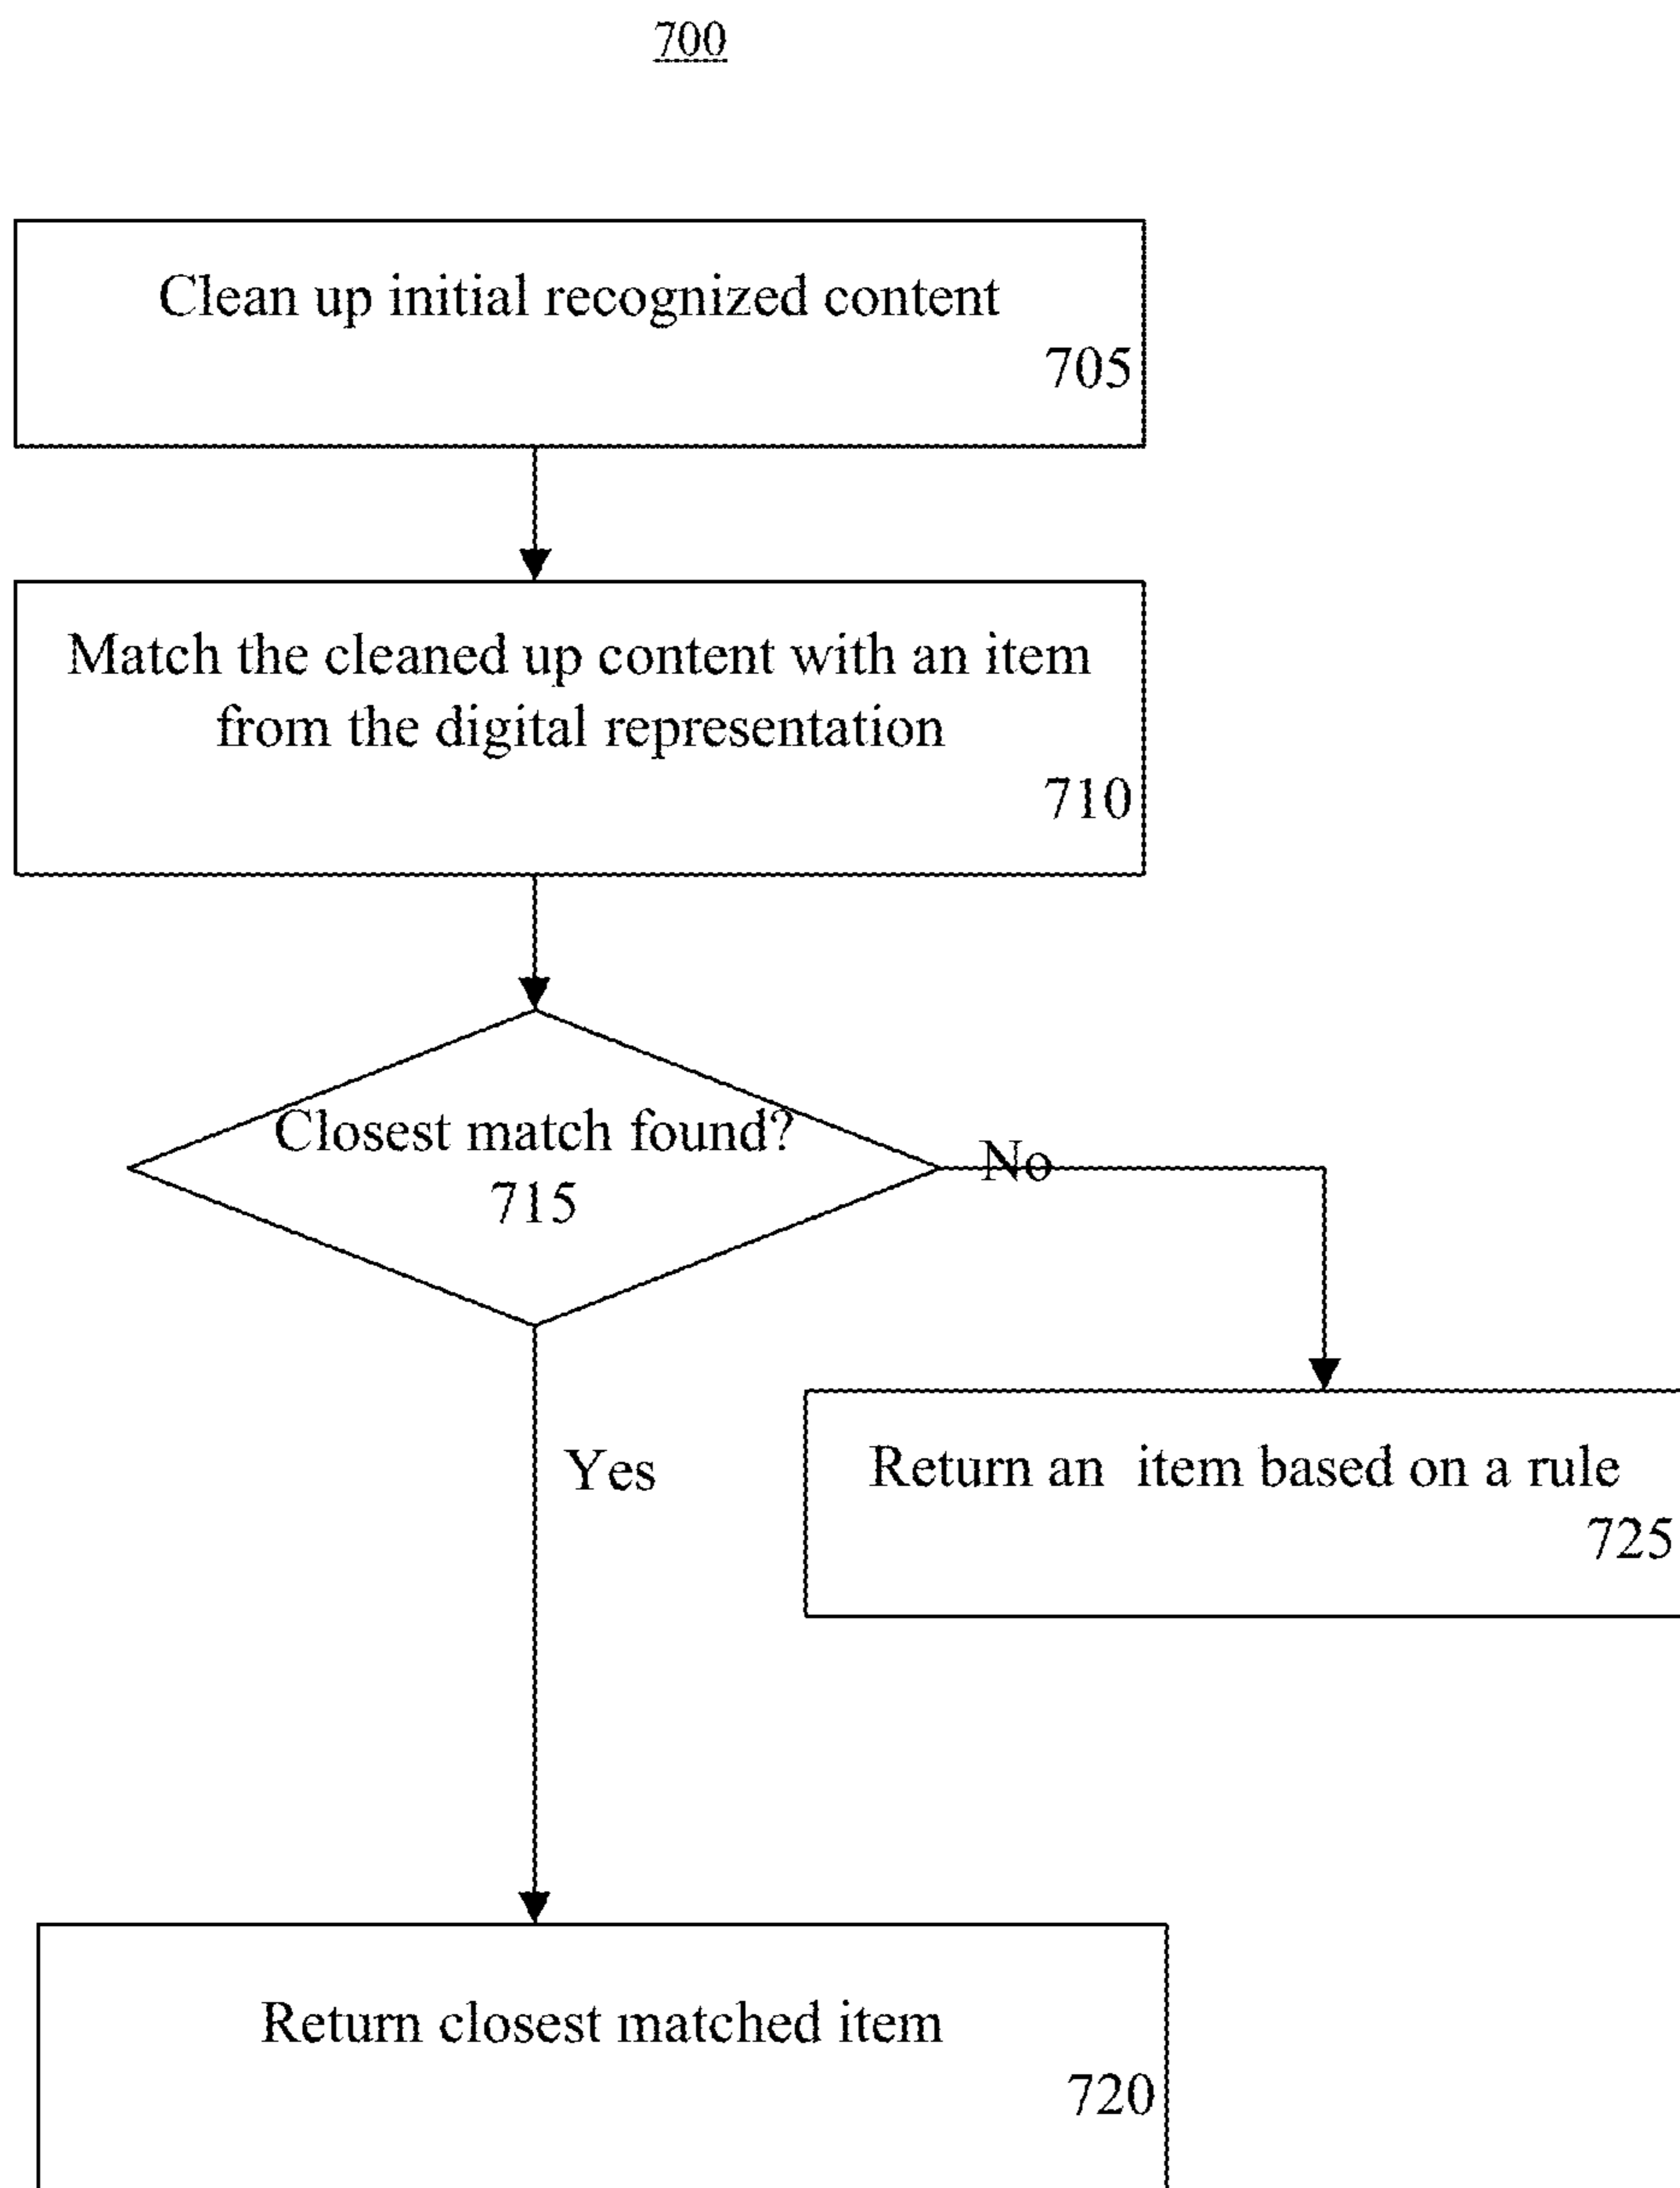 700
Clean up initial recognized content
705
Match the cleaned up content with an item
from the digital representation
710
Closest match found?
715
No
Yes
Return an item based on a rule
725
Return closest matched item
720